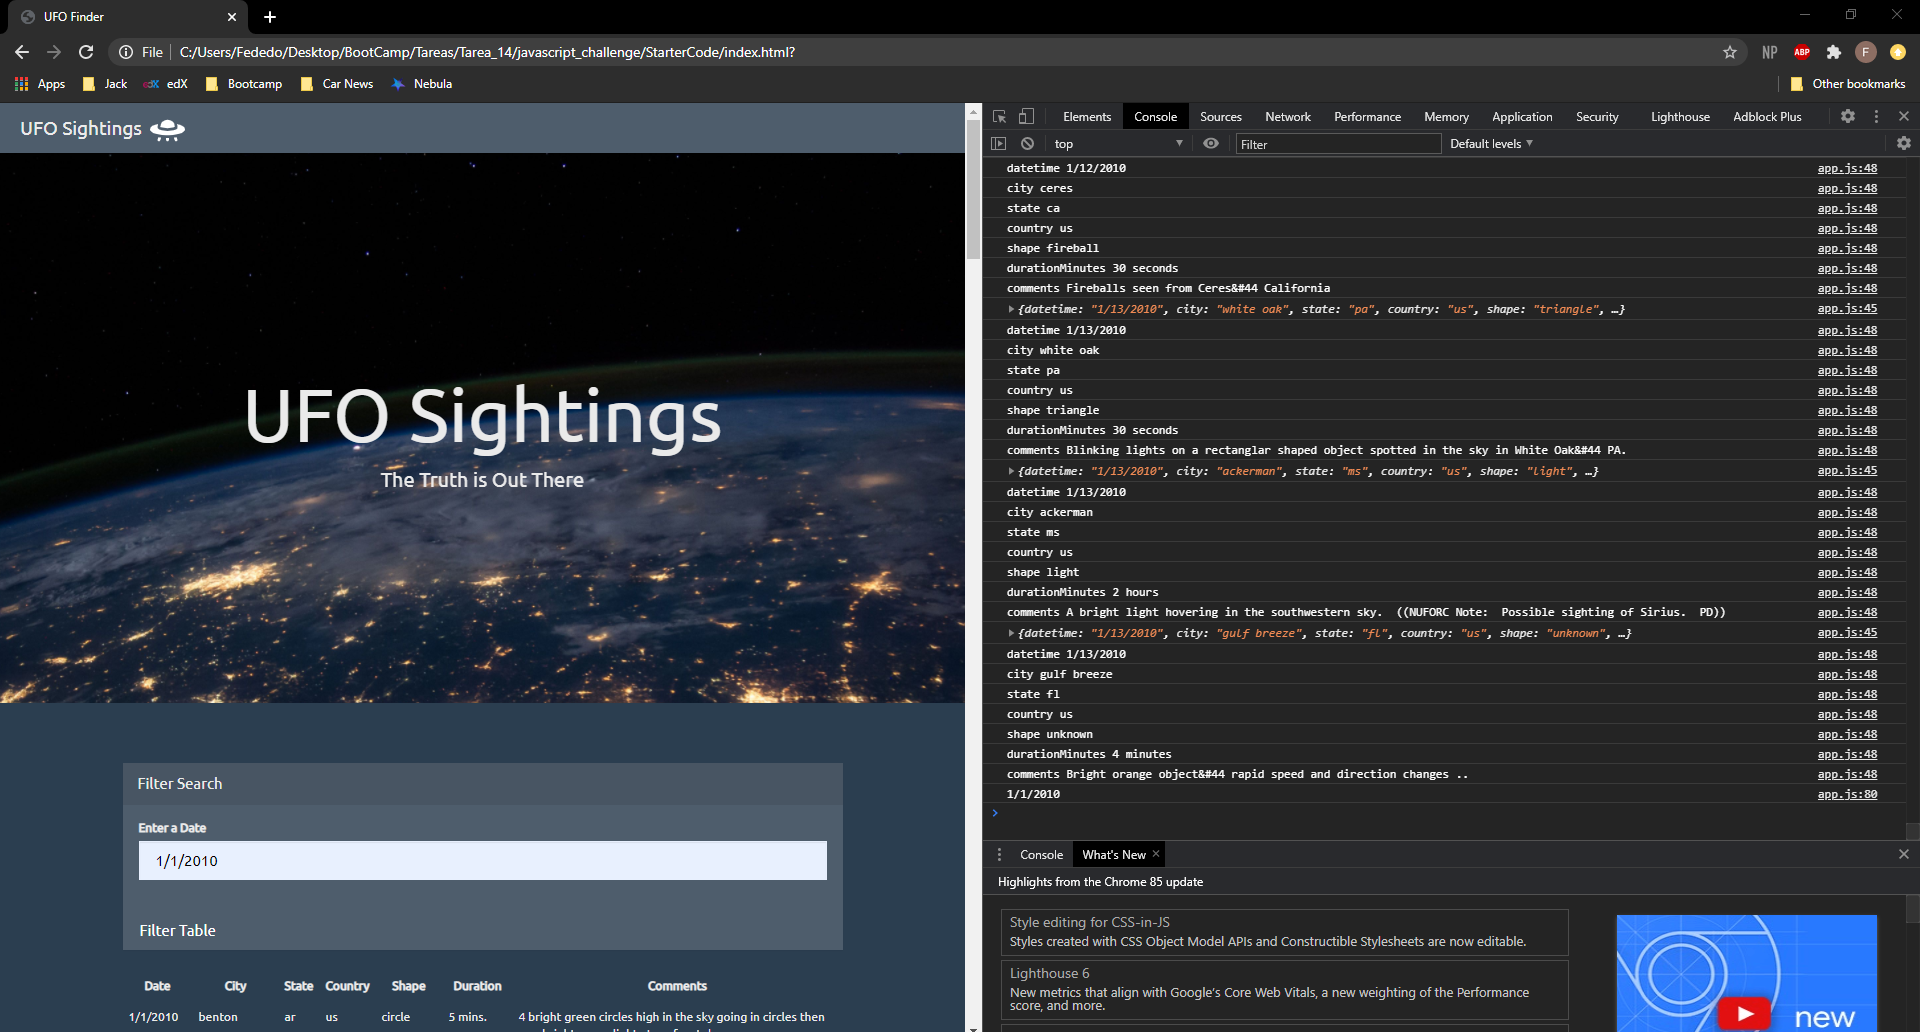 UFO Finder
File
C:/Users/Fededo/Desktop/BootCamp/Tareas/Tarea_14/javascript_challenge/StarterCode/index.html?
NP
ABP
F
Apps
Jack
edX
edX
Bootcamp
Car News
Nebula
Other bookmarks
UFO Sightings
UFO Sightings
The Truth is Out There
Filter Search
Enter a Date
1/1/2010
Filter Table
Date City State Country Shape Duration Comments
1/1/2010 benton ar us circle 5 mins. 4 bright green circles high in the sky going in circles then
Elements Console Sources Network Performance Memory Application Security Lighthouse Adblock Plus
top
Filter
Default levels
datetime 1/12/2010 app.js:48
city ceres app.js:48
state ca app.js:48
country us app.js:48
shape fireball app.js:48
durationMinutes 30 seconds app.js:48
comments Fireballs seen from Ceres&#44 California app.js:48
{datetime: "1/13/2010", city: "white oak", state: "pa", country: "us", shape: "triangle", …} app.js:45
datetime 1/13/2010 app.js:48
city white oak app.js:48
state pa app.js:48
country us app.js:48
shape triangle app.js:48
durationMinutes 30 seconds app.js:48
comments Blinking lights on a rectanglar shaped object spotted in the sky in White Oak&#44 PA. app.js:48
{datetime: "1/13/2010", city: "ackerman", state: "ms", country: "us", shape: "light", …} app.js:45
datetime 1/13/2010 app.js:48
city ackerman app.js:48
state ms app.js:48
country us app.js:48
shape light app.js:48
durationMinutes 2 hours app.js:48
comments A bright light hovering in the southwestern sky.  ((NUFORC Note:  Possible sighting of Sirius.  PD)) app.js:48
{datetime: "1/13/2010", city: "gulf breeze", state: "fl", country: "us", shape: "unknown", …} app.js:45
datetime 1/13/2010 app.js:48
city gulf breeze app.js:48
state fl app.js:48
country us app.js:48
shape unknown app.js:48
durationMinutes 4 minutes app.js:48
comments Bright orange object&#44 rapid speed and direction changes .. app.js:48
1/1/2010 app.js:80
Console What's New
Highlights from the Chrome 85 update
Style editing for CSS-in-JS
Styles created with CSS Object Model APIs and Constructible Stylesheets are now editable.
Lighthouse 6
New metrics that align with Google's Core Web Vitals, a new weighting of the Performance
score, and more.
new